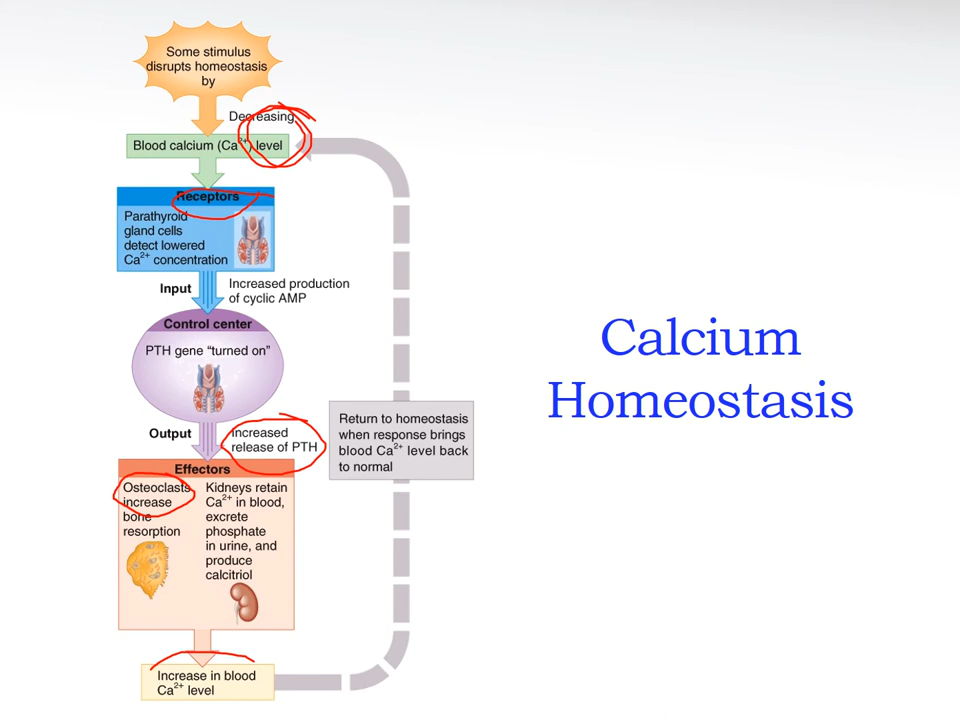 Some stimulus
disrupts homeostasis
by
Decreasing
Blood calcium (Ca2+) level
Receptors
Parathyroid
gland cells
detect lowered
Ca2+ concentration
Input
Increased production
of cyclic AMP
Control center
PTH gene “turned on”
Output
Increased
release of PTH
Effectors
Osteoclasts
increase
bone
resorption
Kidneys retain
Ca2+ in blood,
excrete
phosphate
in urine, and
produce
calcitriol
Increase in blood
Ca2+ level
Return to homeostasis
when response brings
blood Ca2+ level back
to normal
Calcium
Homeostasis